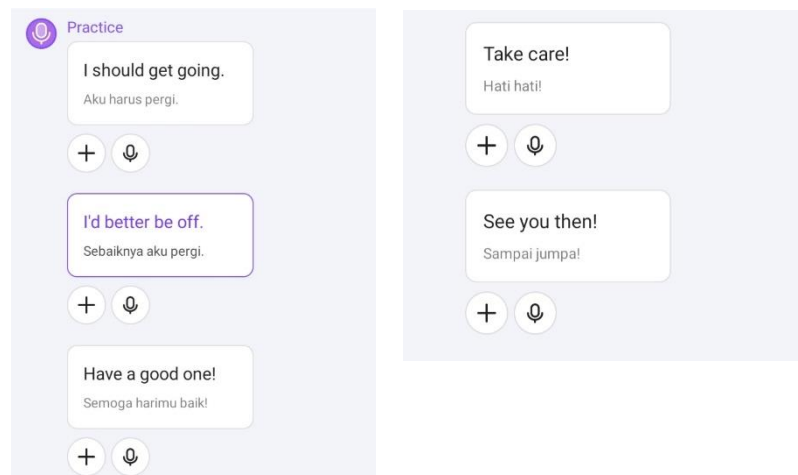 Practice
I should get going.
Aku harus pergi.
I'd better be off.
Sebaiknya aku pergi.
Have a good one!
Semoga harimu baik!
Take care!
Hati hati!
See you then!
Sampai jumpa!